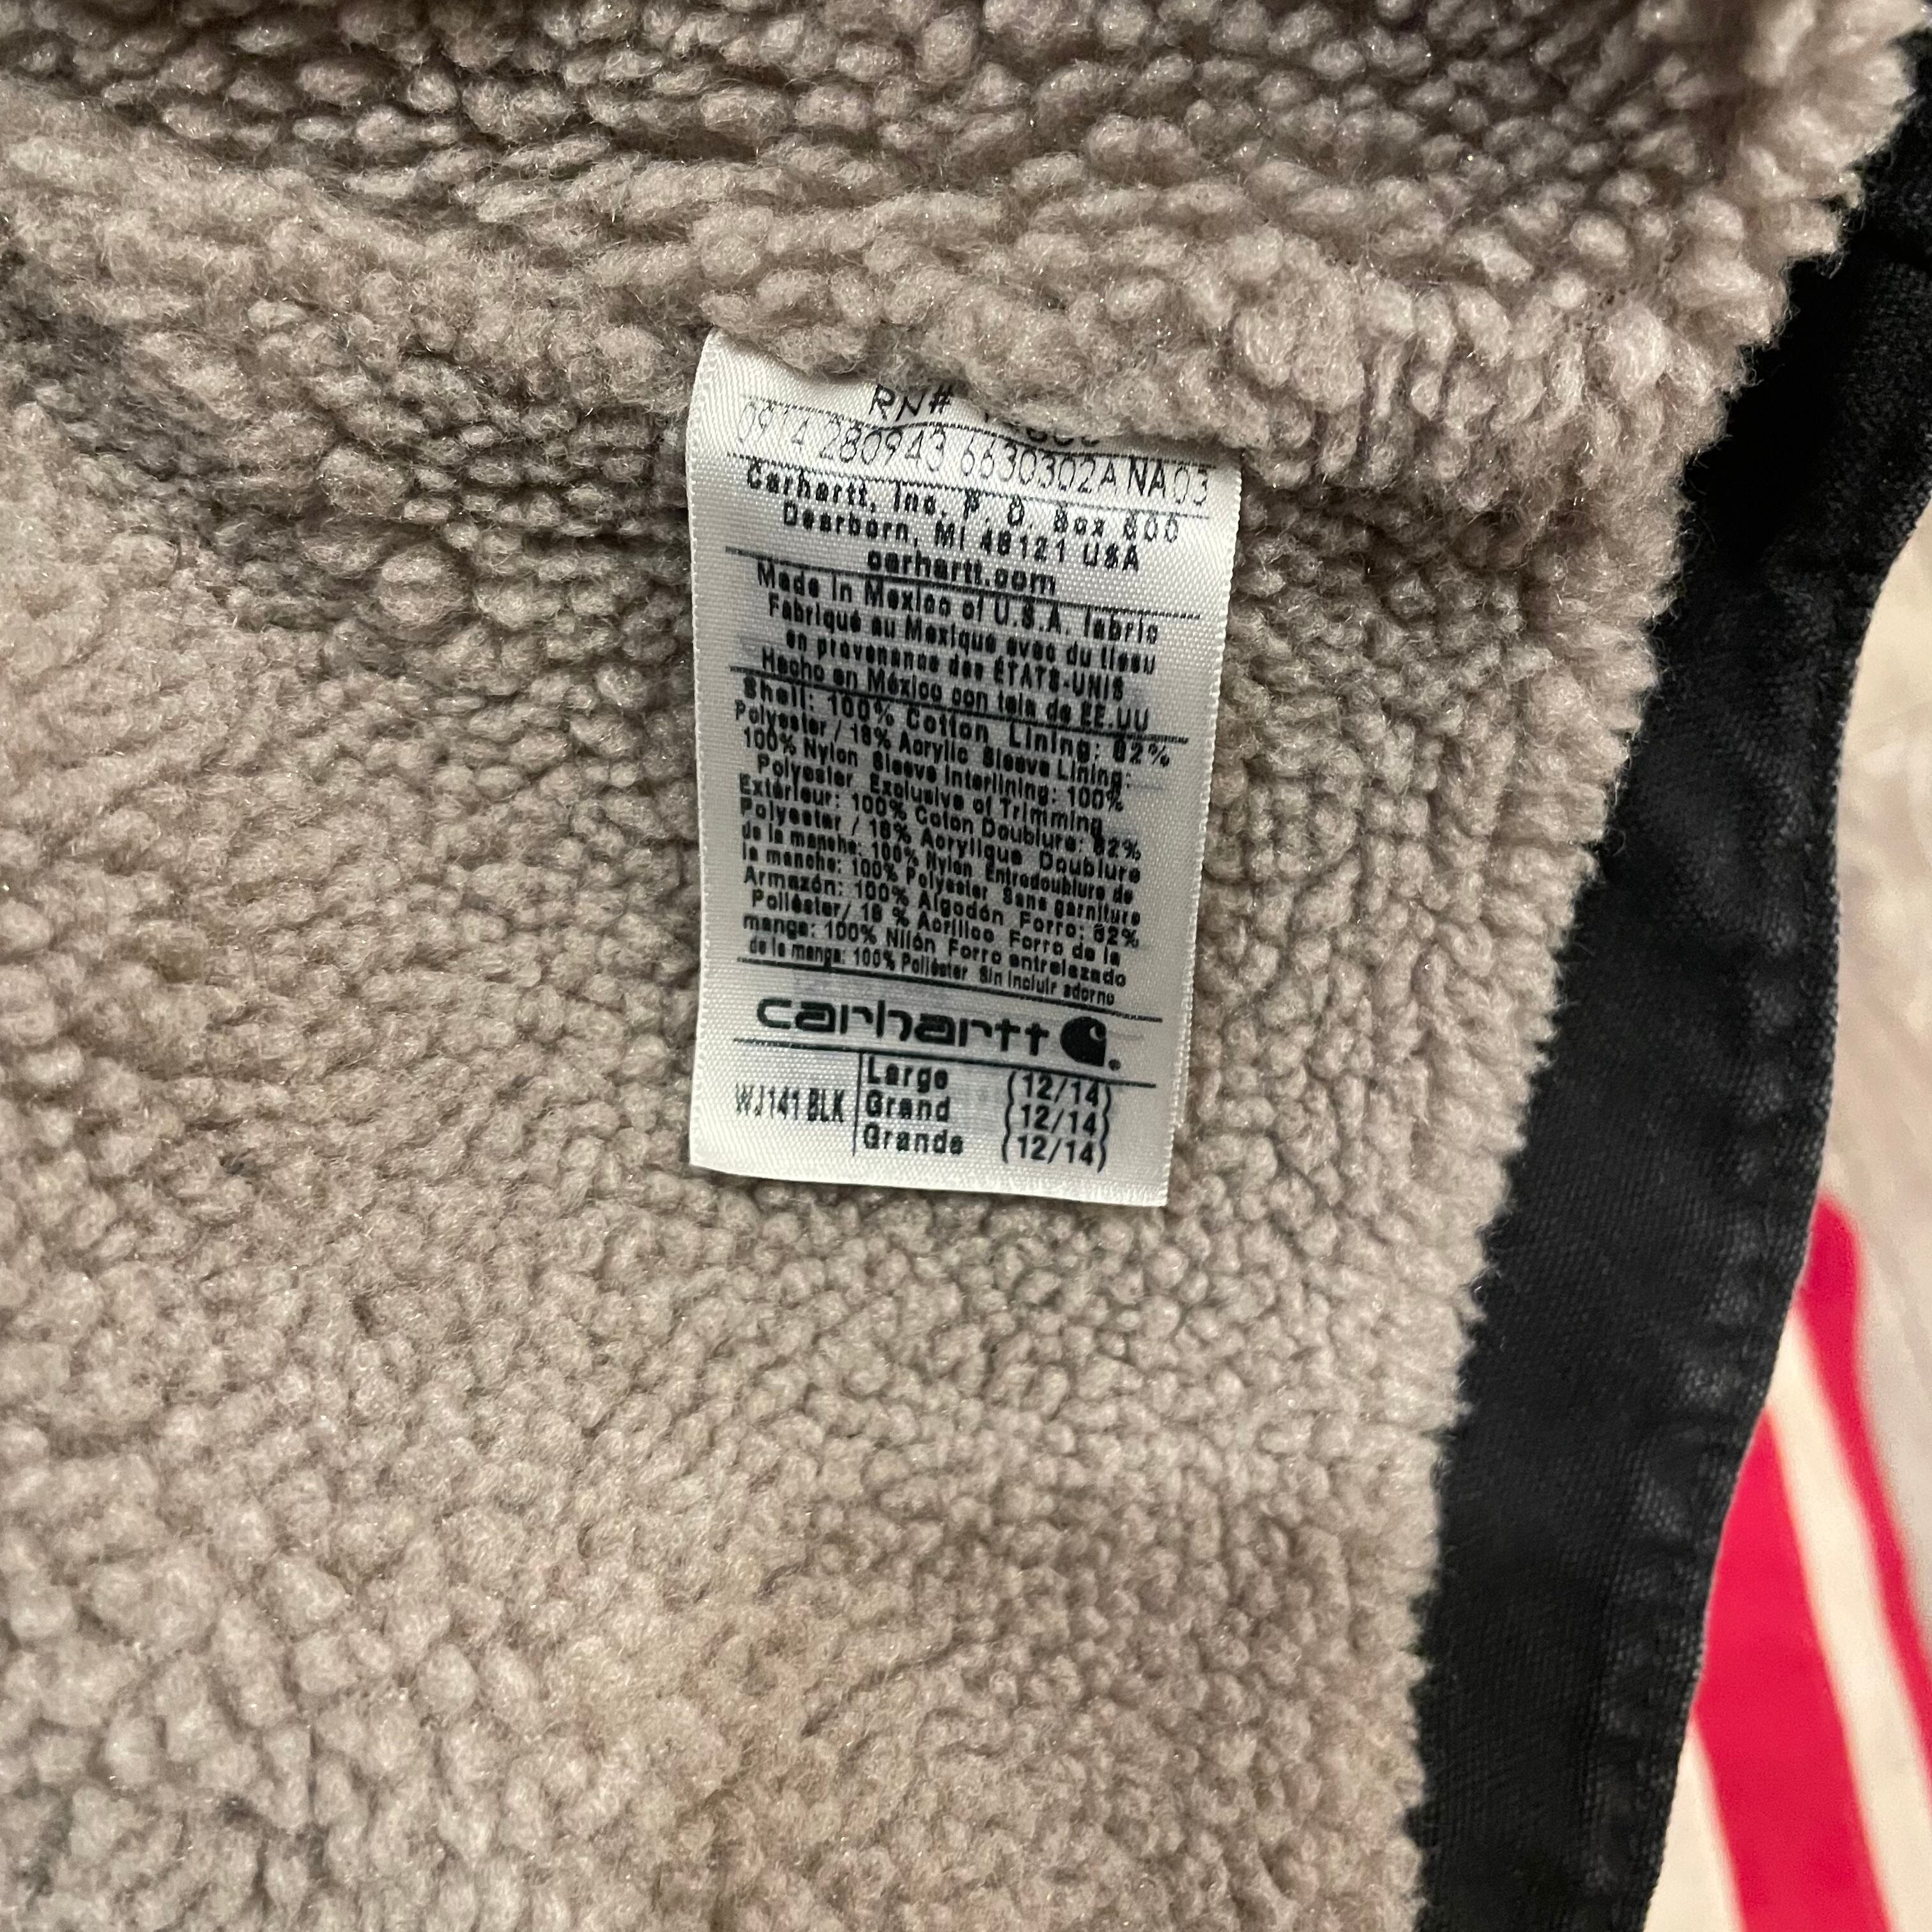 RN#
280943 6630302A NA 03
Carhartt, Inc. P. O. Box 600
Dearborn, MI 48121 USA
carhartt.com
Made in Mexico of U.S.A. fabric
Fabriqué au Mexique avec du tissu
en provenance des ÉTATS-UNIS
Hecho en México con tela de EE.UU
Shell: 100% Cotton Lining: 82%
Polyester / 18% Acrylic Sleeve Lining:
100% Nylon Sleeve Interlining: 100%
Polyester Exclusive of Trimming
Extérieur: 100% Coton Doublure: 82%
Polyester / 18% Acrylique Doublure
de la manche: 100% Nylon Entredoublure de
la manche: 100% Polyester Sans garniture
Armazón: 100% Algodón Forro: 82%
Poliéster/ 18 % Acrílico Forro de la
manga: 100% Nilón Forro entrelazado
de la manga: 100% Poliéster Sin incluir adorno
carhartt
WJ141 BLK
Large (12/14)
Grand (12/14)
Grande (12/14)